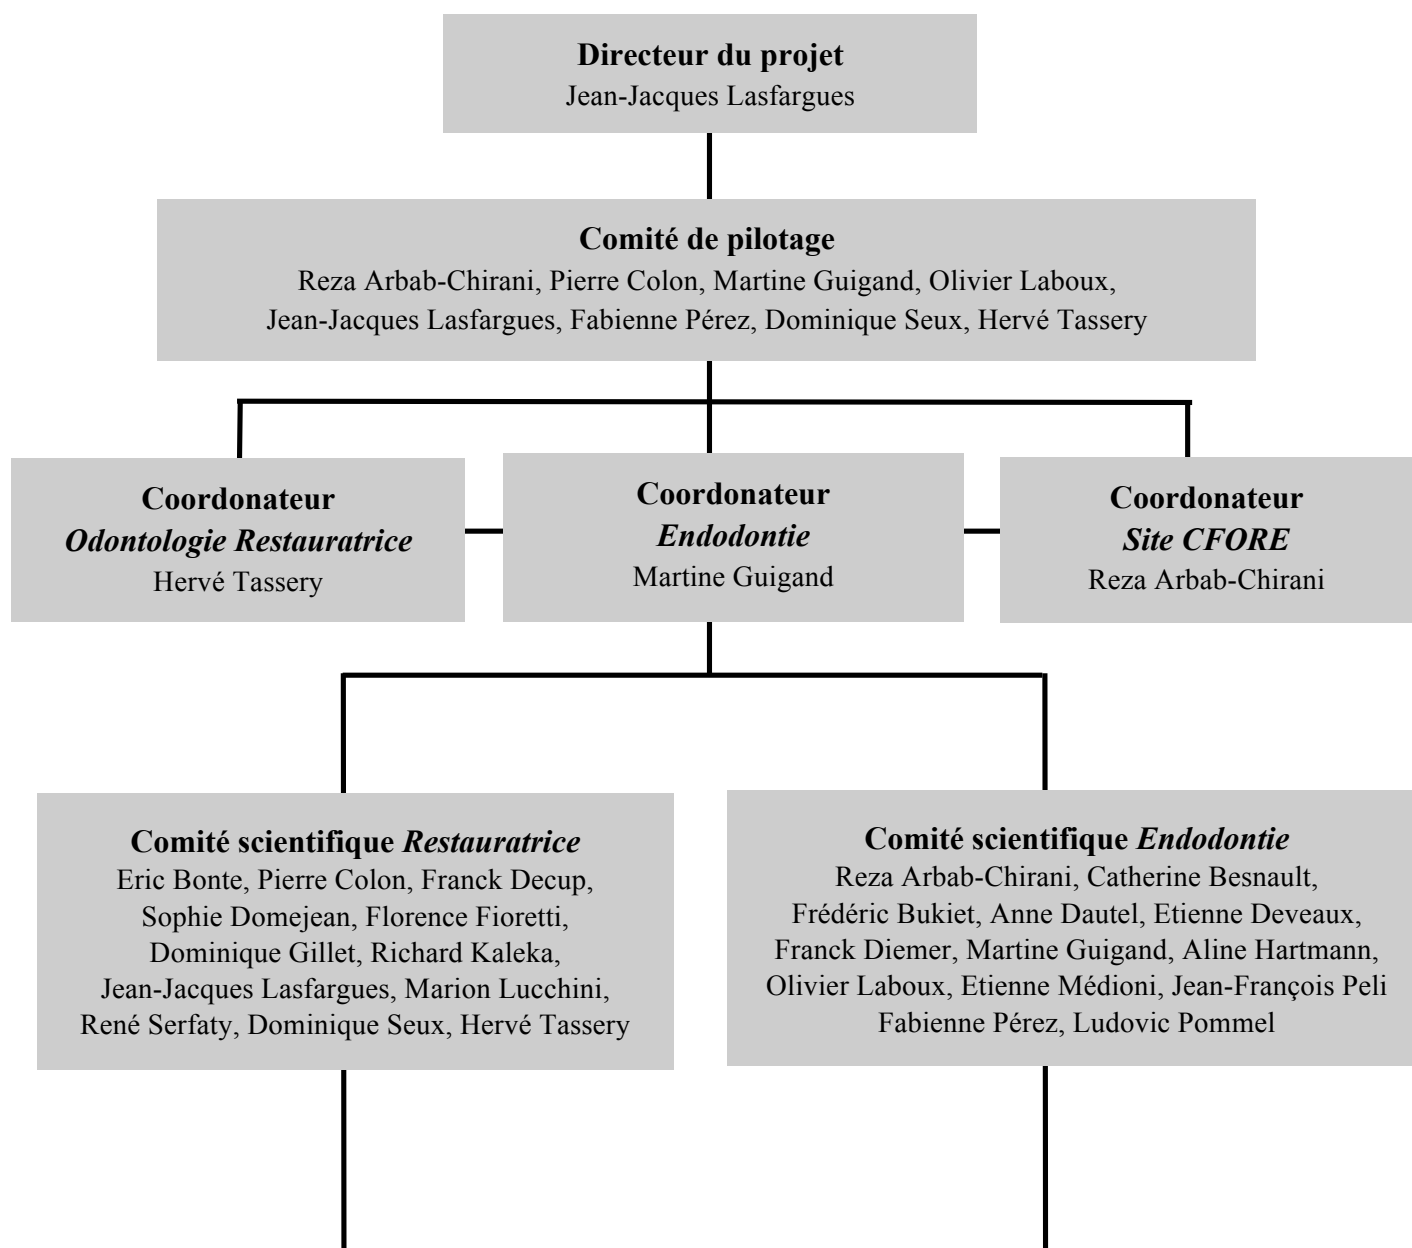 Directeur du projet
Jean-Jacques Lasfargues
Comité de pilotage
Reza Arbab-Chirani, Pierre Colon, Martine Guigand, Olivier Laboux,
Jean-Jacques Lasfargues, Fabienne Pérez, Dominique Seux, Hervé Tassery
Coordonateur
Odontologie Restauratrice
Hervé Tassery
Coordonateur
Endodontie
Martine Guigand
Coordonateur
Site CFORE
Reza Arbab-Chirani
Comité scientifique Restauratrice
Eric Bonte, Pierre Colon, Franck Decup,
Sophie Domejean, Florence Fioretti,
Dominique Gillet, Richard Kaleka,
Jean-Jacques Lasfargues, Marion Lucchini,
René Serfaty, Dominique Seux, Hervé Tassery
Comité scientifique Endodontie
Reza Arbab-Chirani, Catherine Besnault,
Frédéric Bukiet, Anne Dautel, Etienne Deveaux,
Franck Diemer, Martine Guigand, Aline Hartmann,
Olivier Laboux, Etienne Médioni, Jean-François Peli
Fabienne Pérez, Ludovic Pommel